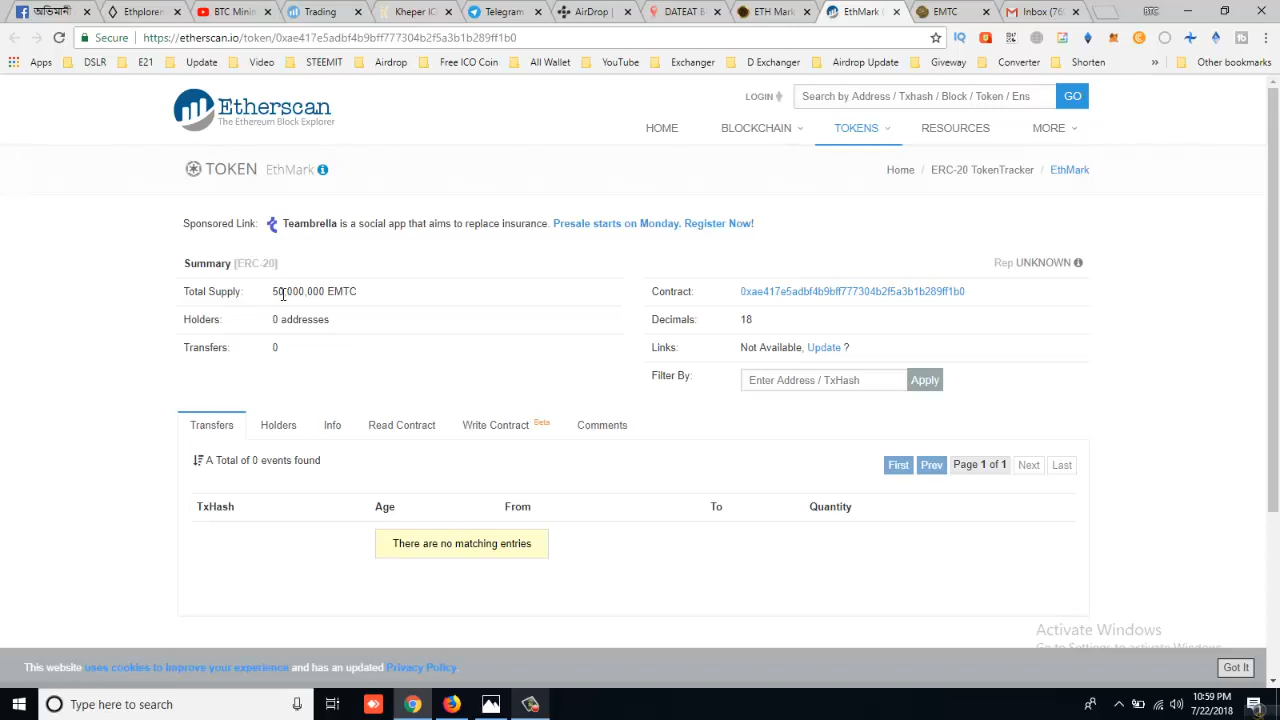 Ethplorer
BTC Minin
Trading
Kheper IC
Telegram
AirDrop |
DATEAT B
ETH Mark
EthMark (
EMTC
Gmail Inbox (76
Secure https://etherscan.io/token/0xae417e5adbf4b9bff777304b2f5a3b1b289ff1b0
Apps DSLR E21 Update Video STEEMIT Airdrop Free ICO Coin All Wallet YouTube Exchanger D Exchanger Airdrop Update Giveway Converter Shorten » Other bookmarks
Etherscan
The Ethereum Block Explorer
LOGIN Search by Address / Txhash / Block / Token / Ens GO
HOME BLOCKCHAIN TOKENS RESOURCES MORE
TOKEN EthMark
Home / ERC-20 TokenTracker / EthMark
Sponsored Link: Teambrella is a social app that aims to replace insurance. Presale starts on Monday. Register Now!
Summary [ERC-20]
Total Supply: 50,000,000 EMTC
Holders: 0 addresses
Transfers: 0
Rep UNKNOWN
Contract: 0xae417e5adbf4b9bff777304b2f5a3b1b289ff1b0
Decimals: 18
Links: Not Available, Update ?
Filter By: Enter Address / TxHash Apply
Transfers Holders Info Read Contract Write Contract Beta Comments
A Total of 0 events found
First Prev Page 1 of 1 Next Last
TxHash Age From To Quantity
There are no matching entries
Activate Windows
Go to Settings to activate Windows.
This website uses cookies to improve your experience and has an updated Privacy Policy. Got It
Type here to search
10:59 PM
7/22/2018